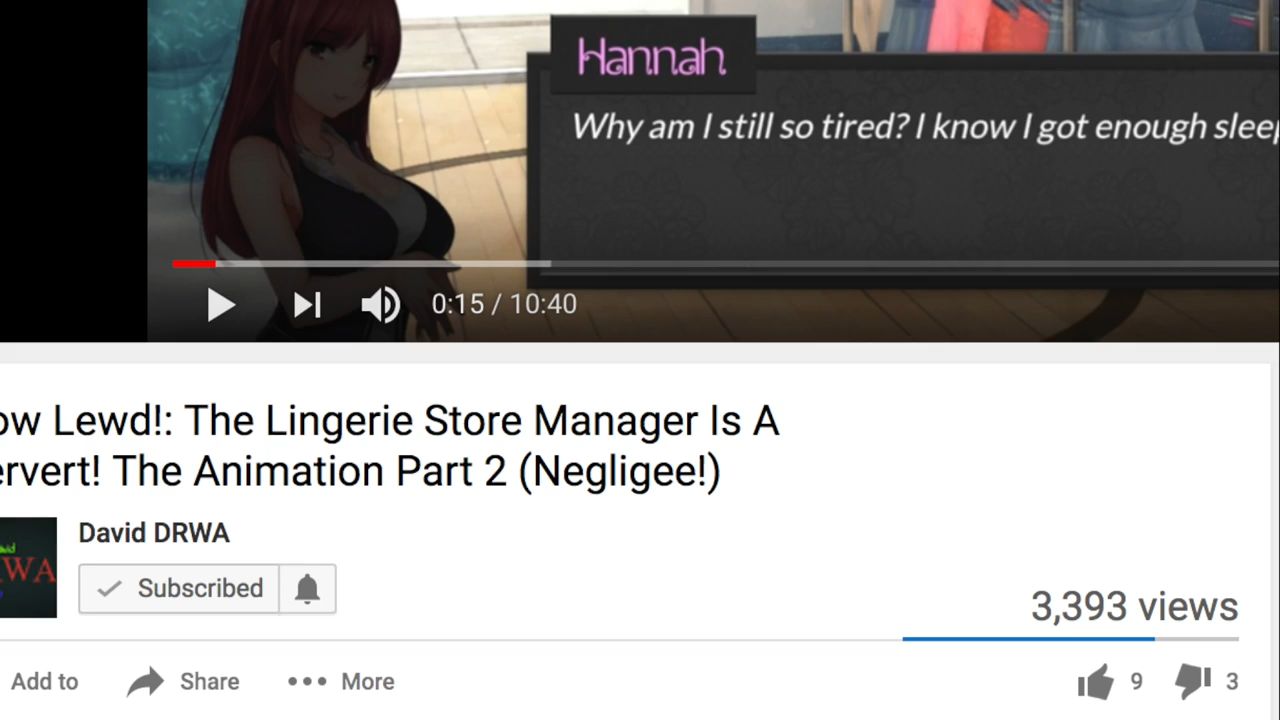 Hannah
Why am I still so tired? I know I got enough sleep
0:15 / 10:40
ow Lewd!: The Lingerie Store Manager Is A
ervert! The Animation Part 2 (Negligee!)
David DRWA
WA
Subscribed
3,393 views
Add to
Share
More
9
3